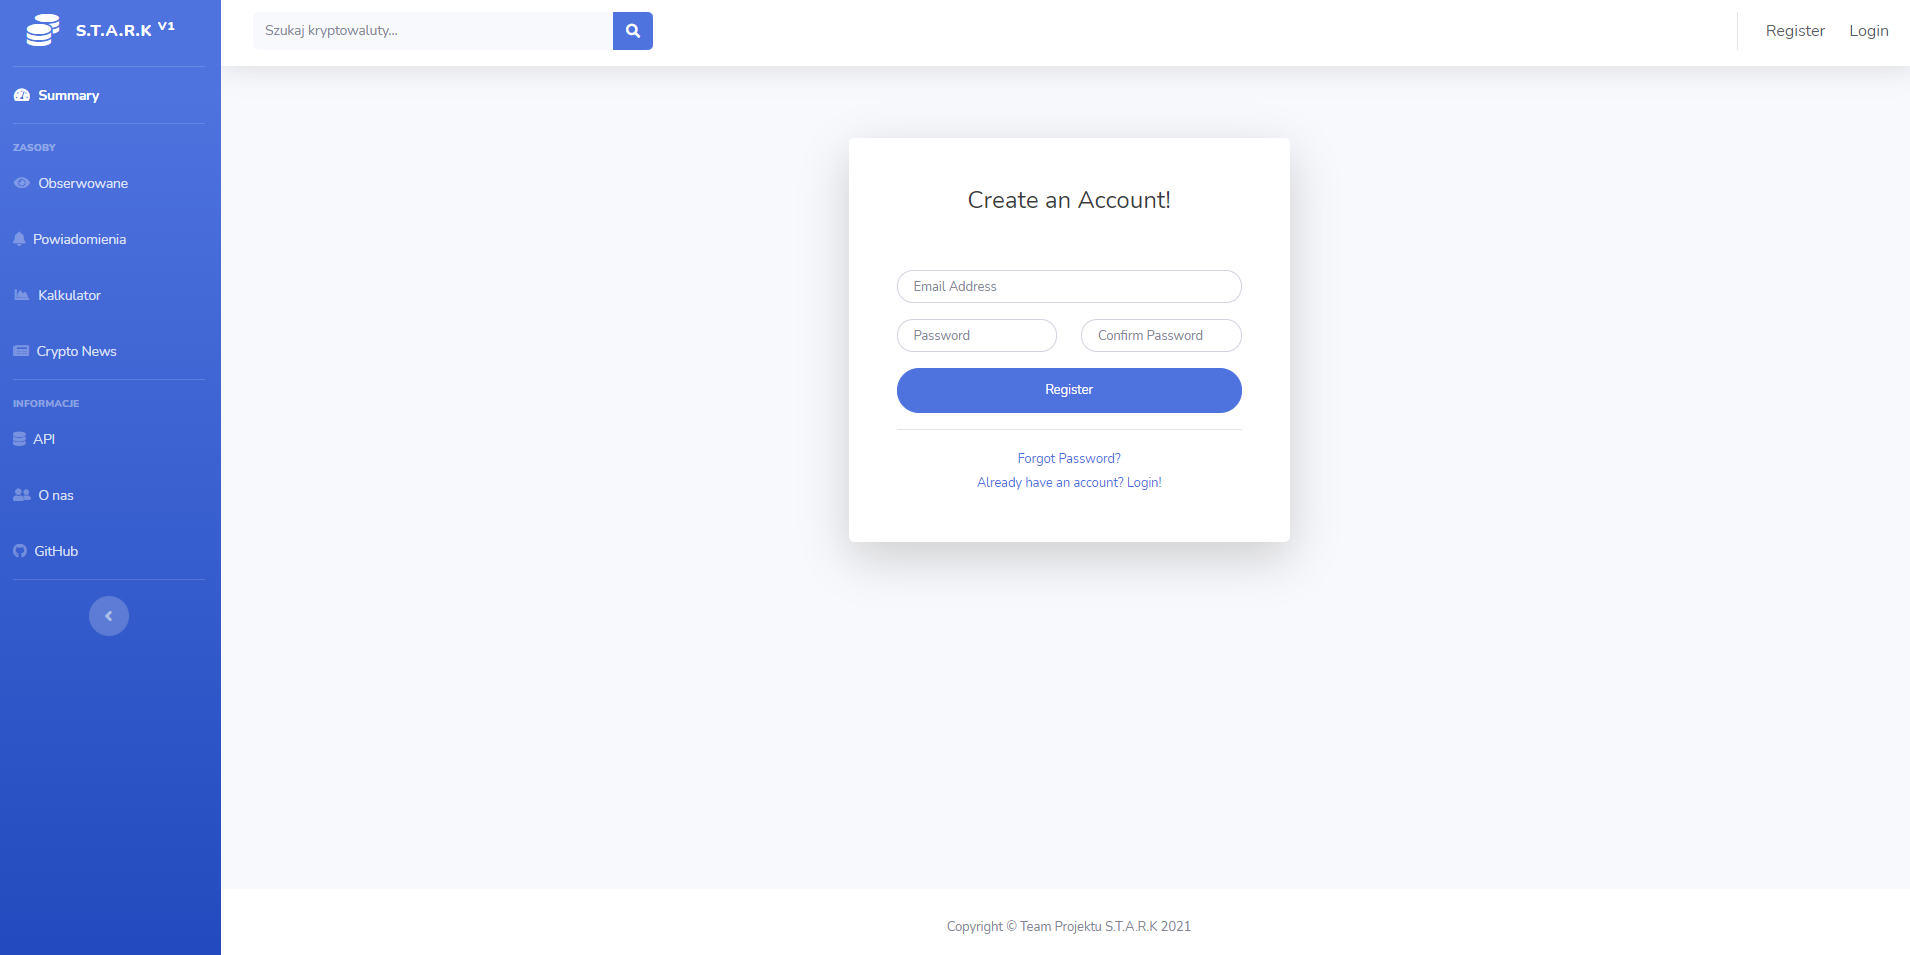 S.T.A.R.K V1
Szukaj kryptowaluty...
Register
Login
Summary
ZASOBY
Obserwowane
Powiadomienia
Kalkulator
Crypto News
INFORMACJE
API
O nas
GitHub
Create an Account!
Email Address
Password
Confirm Password
Register
Forgot Password?
Already have an account? Login!
Copyright © Team Projektu S.T.A.R.K 2021